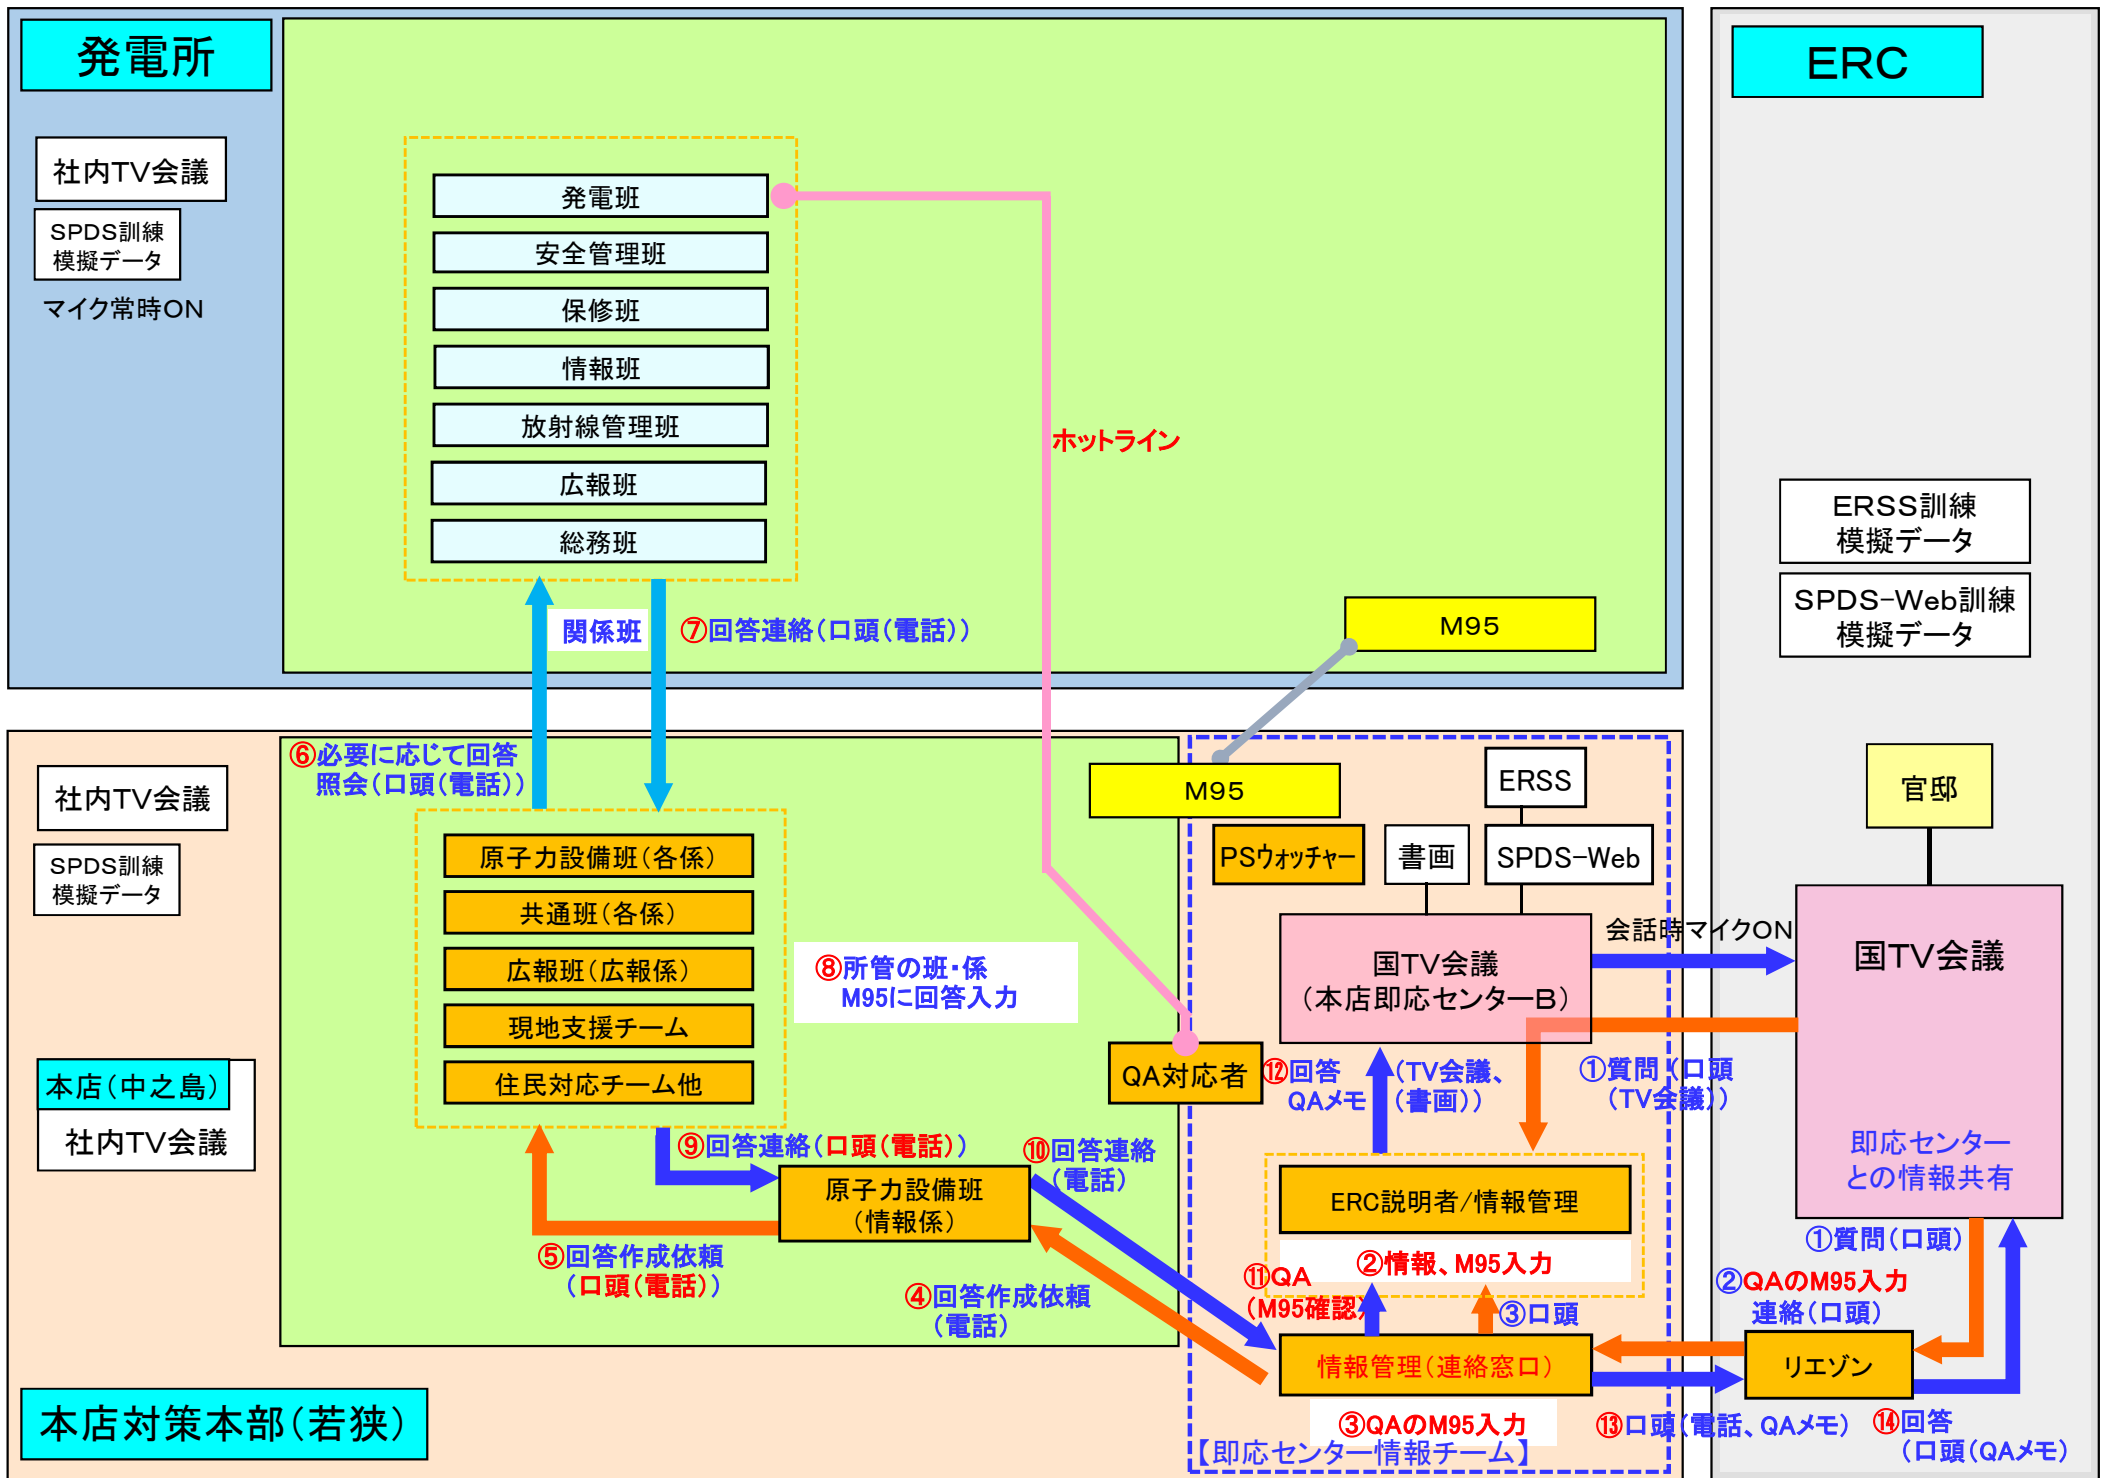 発電所
社内TV会議
SPDS訓練
模擬データ
マイク常時ON
発電班
安全管理班
保修班
情報班
放射線管理班
広報班
総務班
ホットライン
関係班
⑦回答連絡(口頭(電話))
M95
ERC
ERSS訓練
模擬データ
SPDS-Web訓練
模擬データ
官邸
国TV会議
即応センター
との情報共有
⑥必要に応じて回答
照会(口頭(電話))
社内TV会議
SPDS訓練
模擬データ
原子力設備班(各係)
共通班(各係)
広報班(広報係)
現地支援チーム
住民対応チーム他
⑧所管の班・係
M95に回答入力
本店(中之島)
社内TV会議
M95
ERSS
PSウォッチャー
書画
SPDS-Web
国TV会議
(本店即応センターB)
会話時マイクON
QA対応者
⑫回答
QAメモ
(TV会議、
(書画))
①質問(口頭
(TV会議))
⑨回答連絡(口頭(電話))
⑩回答連絡
(電話)
原子力設備班
(情報係)
⑤回答作成依頼
(口頭(電話))
④回答作成依頼
(電話)
ERC説明者/情報管理
②情報、M95入力
⑪QA
(M95確認)
③口頭
情報管理(連絡窓口)
③QAのM95入力
【即応センター情報チーム】
①質問(口頭)
②QAのM95入力
連絡(口頭)
リエゾン
⑬口頭(電話、QAメモ)
⑭回答
(口頭(QAメモ)
本店対策本部(若狭)